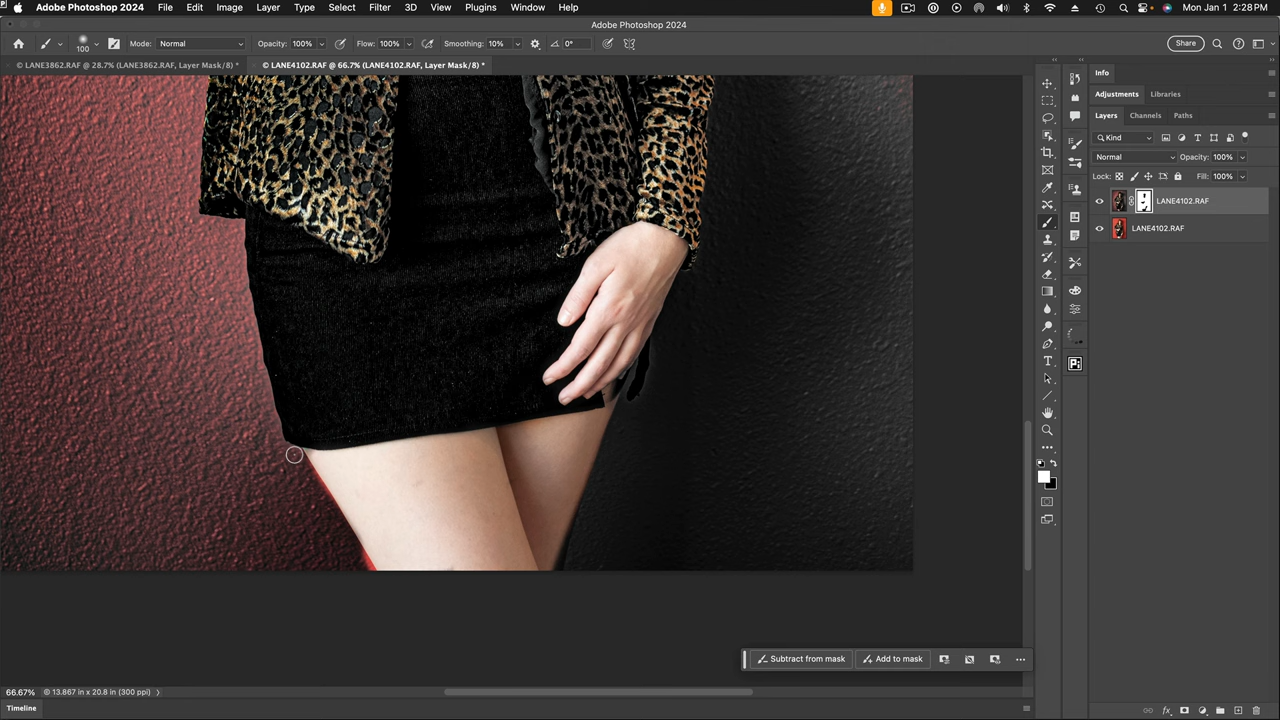 Adobe Photoshop 2024 File Edit Image Layer Type Select Filter 3D View Plugins Window Help Mon Jan 1 2:28 PM
Adobe Photoshop 2024
100 Mode: Normal Opacity: 100% Flow: 100% Smoothing: 10% 0° Share
© LANE3862.RAF @ 28.7% (LANE3862.RAF, Layer Mask/8) * © LANE4102.RAF @ 66.7% (LANE4102.RAF, Layer Mask/8) *
Info
Adjustments Libraries
Layers Channels Paths
Kind
Normal Opacity: 100%
Lock: Fill: 100%
LANE4102.RAF
LANE4102.RAF
Subtract from mask Add to mask
66.67% 13.867 in x 20.8 in (300 ppi)
Timeline